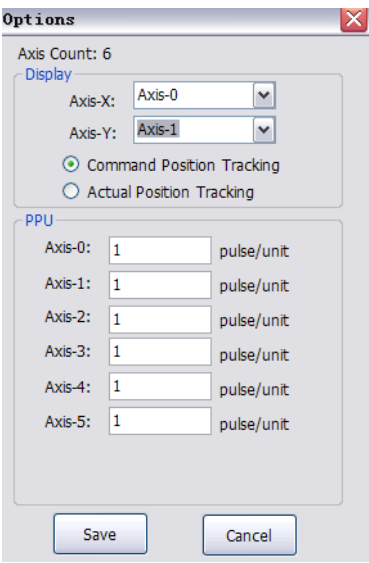 Options
Axis Count: 6
Display
Axis-X: Axis-0
Axis-Y: Axis-1
Command Position Tracking
Actual Position Tracking
PPU
Axis-0: 1 pulse/unit
Axis-1: 1 pulse/unit
Axis-2: 1 pulse/unit
Axis-3: 1 pulse/unit
Axis-4: 1 pulse/unit
Axis-5: 1 pulse/unit
Save Cancel